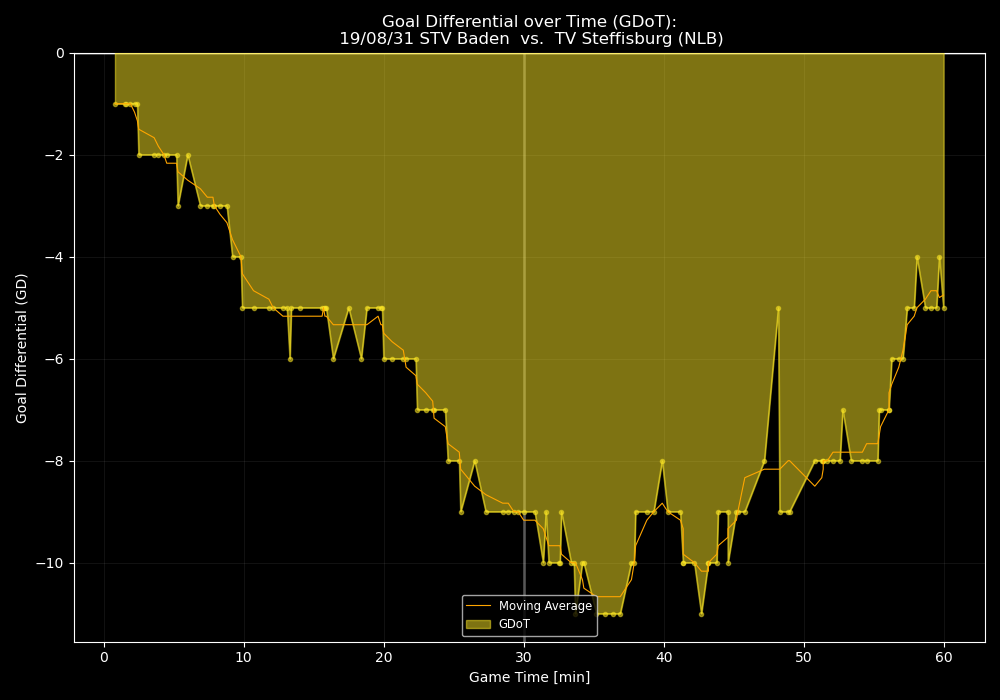 Goal Differential over Time (GDoT):
19/08/31 STV Baden  vs.  TV Steffisburg (NLB)
0
−2
−4
−6
−8
−10
Goal Differential (GD)
Moving Average
GDoT
0 10 20 30 40 50 60
Game Time [min]